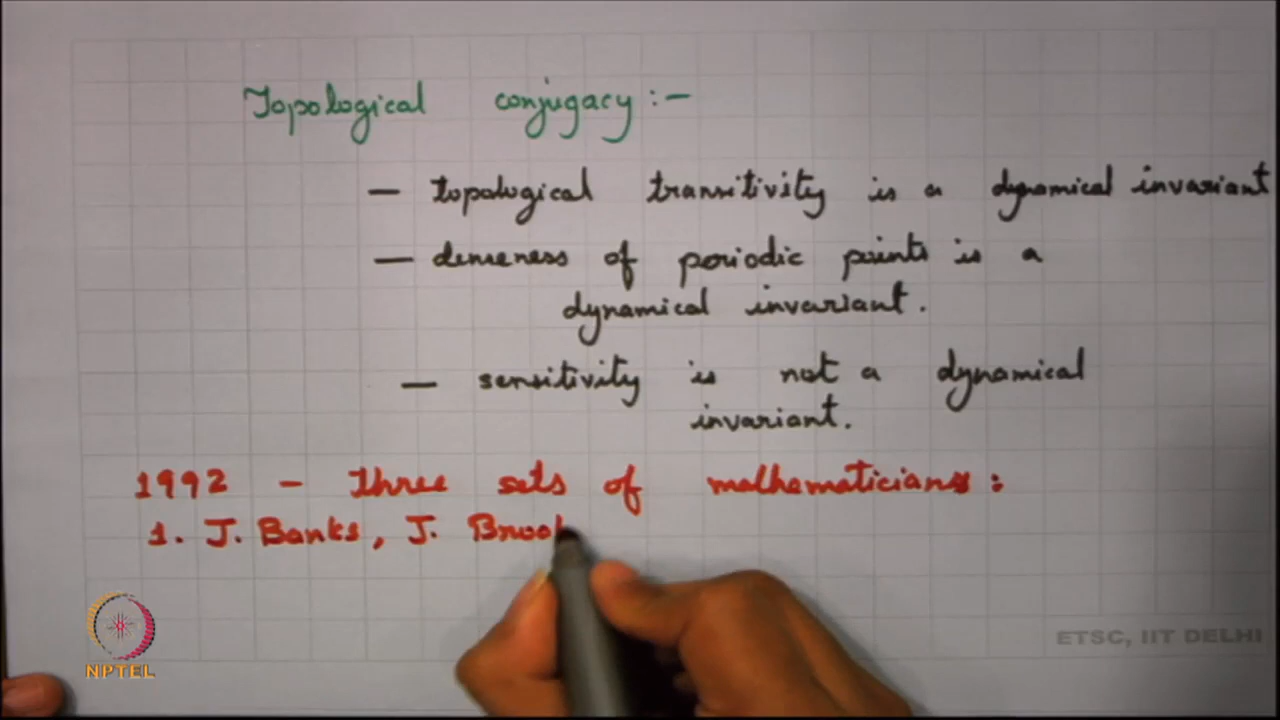 Topological conjugacy:-
— topological transitivity is a dynamical invariant
— denseness of periodic points is a
dynamical invariant.
— sensitivity is not a dynamical
invariant.
1992 - Three sets of mathematicians:
1. J. Banks, J. Brook
ETSC, IIT DELHI
NPTEL